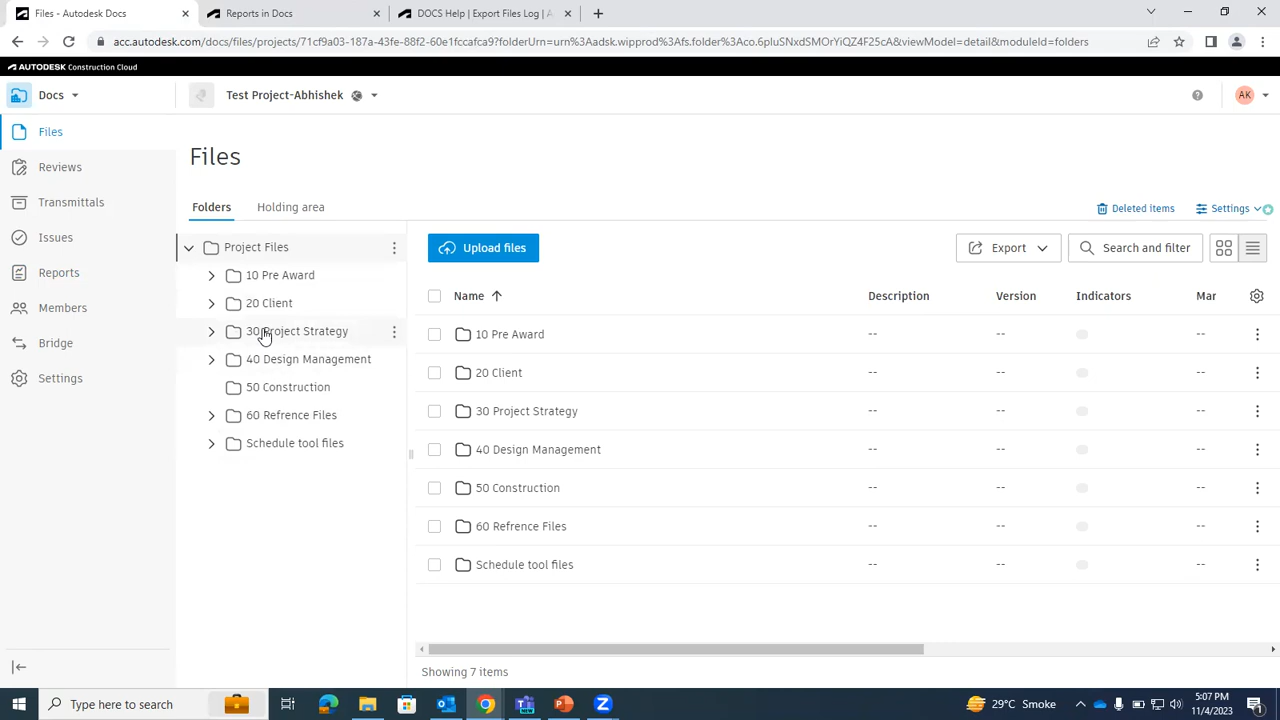 Files - Autodesk Docs
Reports in Docs
DOCS Help | Export Files Log | A
acc.autodesk.com/docs/files/projects/71cf9a03-187a-43fe-88f2-60e1fccafca9?folderUrn=urn%3Aadsk.wipprod%3Afs.folder%3Aco.6pluSNxdSMOrYiQZ4F25cA&viewModel=detail&moduleId=folders
AUTODESK Construction Cloud
Docs
Test Project-Abhishek
AK
Files
Reviews
Transmittals
Issues
Reports
Members
Bridge
Settings
Files
Folders
Holding area
Deleted items
Settings
Project Files
10 Pre Award
20 Client
30 Project Strategy
40 Design Management
50 Construction
60 Refrence Files
Schedule tool files
Upload files
Export
Search and filter
Name
Description
Version
Indicators
Mar
10 Pre Award -- -- --
20 Client -- -- --
30 Project Strategy -- -- --
40 Design Management -- -- --
50 Construction -- -- --
60 Refrence Files -- -- --
Schedule tool files -- -- --
Showing 7 items
Type here to search
29°C Smoke
5:07 PM
11/4/2023